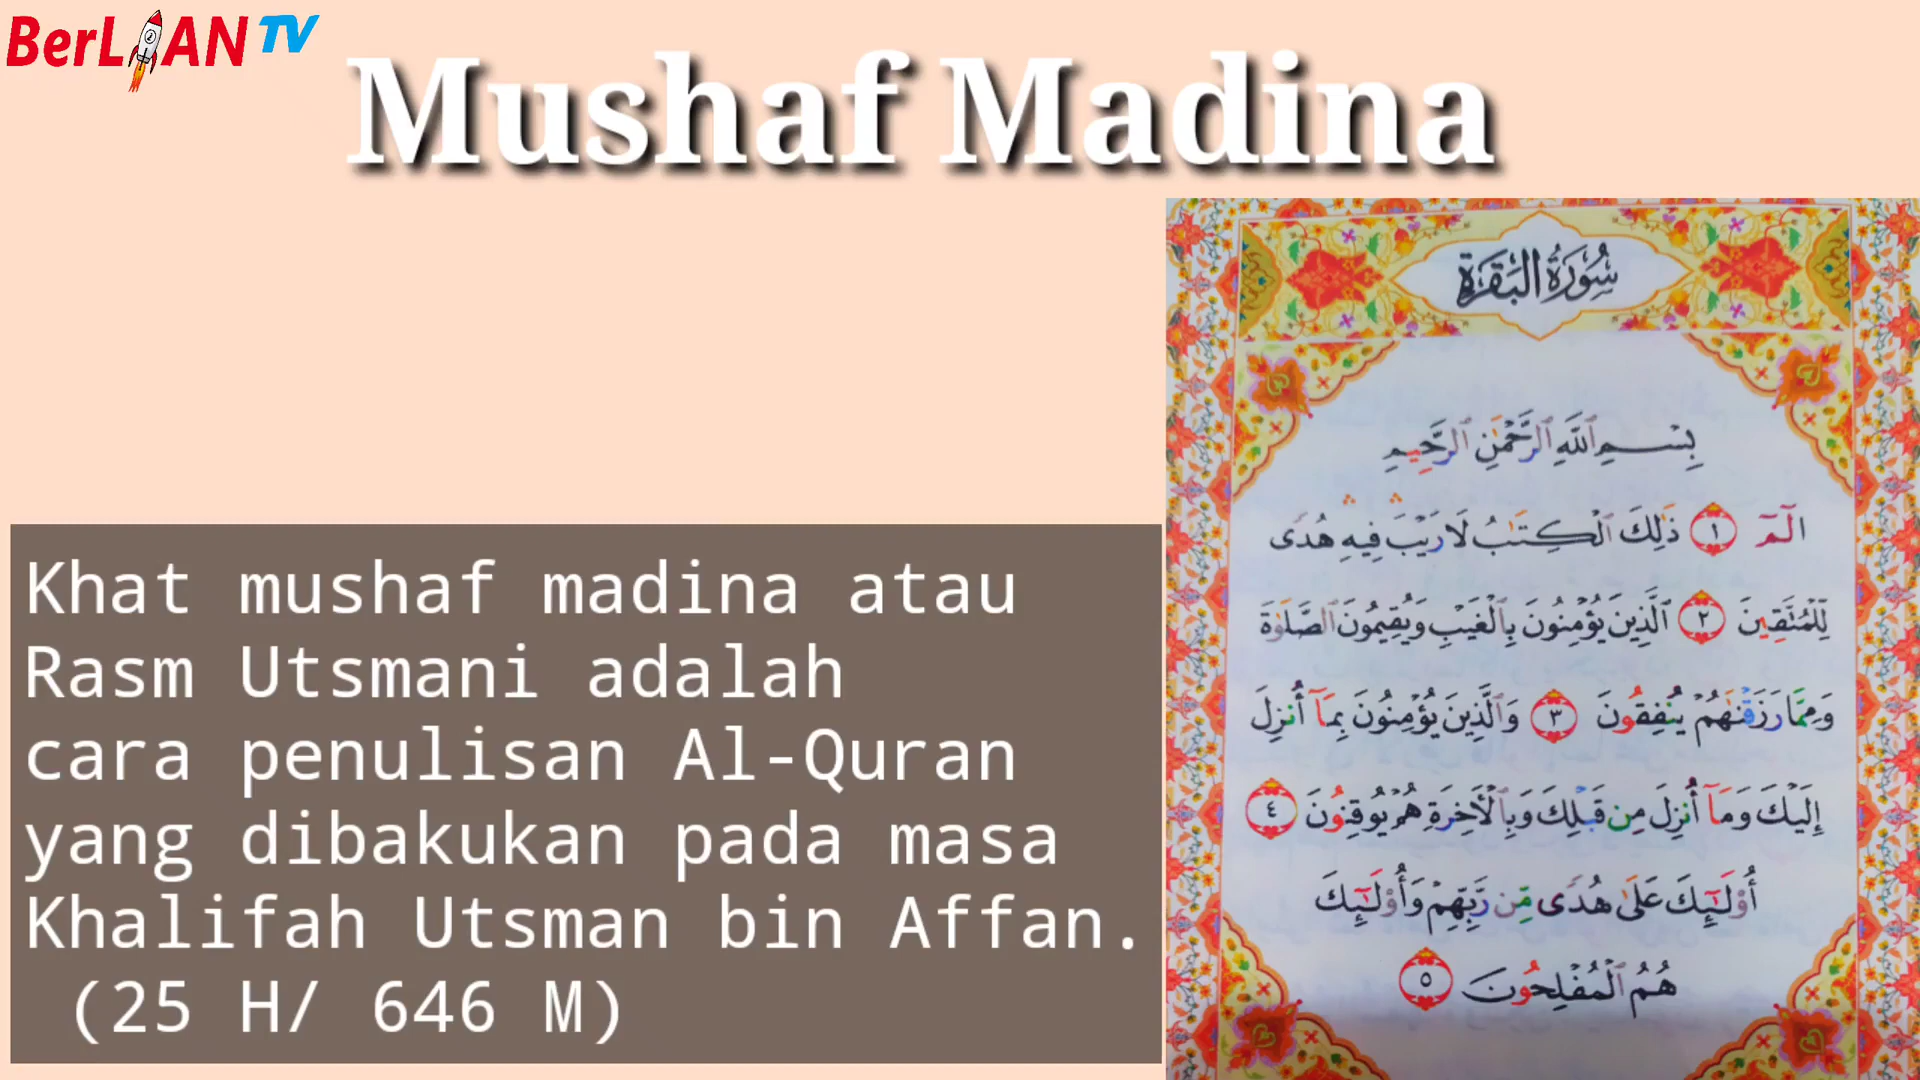 BerLIAN TV
Mushaf Madina
Khat mushaf madina atau
Rasm Utsmani adalah
cara penulisan Al-Quran
yang dibakukan pada masa
Khalifah Utsman bin Affan.
(25 H/ 646 M)
سُورَةُ الْبَقَرَةِ
بِسْمِ ٱللَّهِ ٱلرَّحْمَٰنِ ٱلرَّحِيمِ
الٓمٓ ١ ذَٰلِكَ ٱلْكِتَٰبُ لَا رَيْبَ ۛ فِيهِ ۛ هُدًى
لِّلْمُتَّقِينَ ٢ ٱلَّذِينَ يُؤْمِنُونَ بِٱلْغَيْبِ وَيُقِيمُونَ ٱلصَّلَوٰةَ
وَمِمَّا رَزَقْنَٰهُمْ يُنفِقُونَ ٣ وَٱلَّذِينَ يُؤْمِنُونَ بِمَآ أُنزِلَ
إِلَيْكَ وَمَآ أُنزِلَ مِن قَبْلِكَ وَبِٱلْأَخِرَةِ هُمْ يُوقِنُونَ ٤
أُو۟لَٰٓئِكَ عَلَىٰ هُدًى مِّن رَّبِّهِمْ وَأُو۟لَٰٓئِكَ
هُمُ ٱلْمُفْلِحُونَ ٥